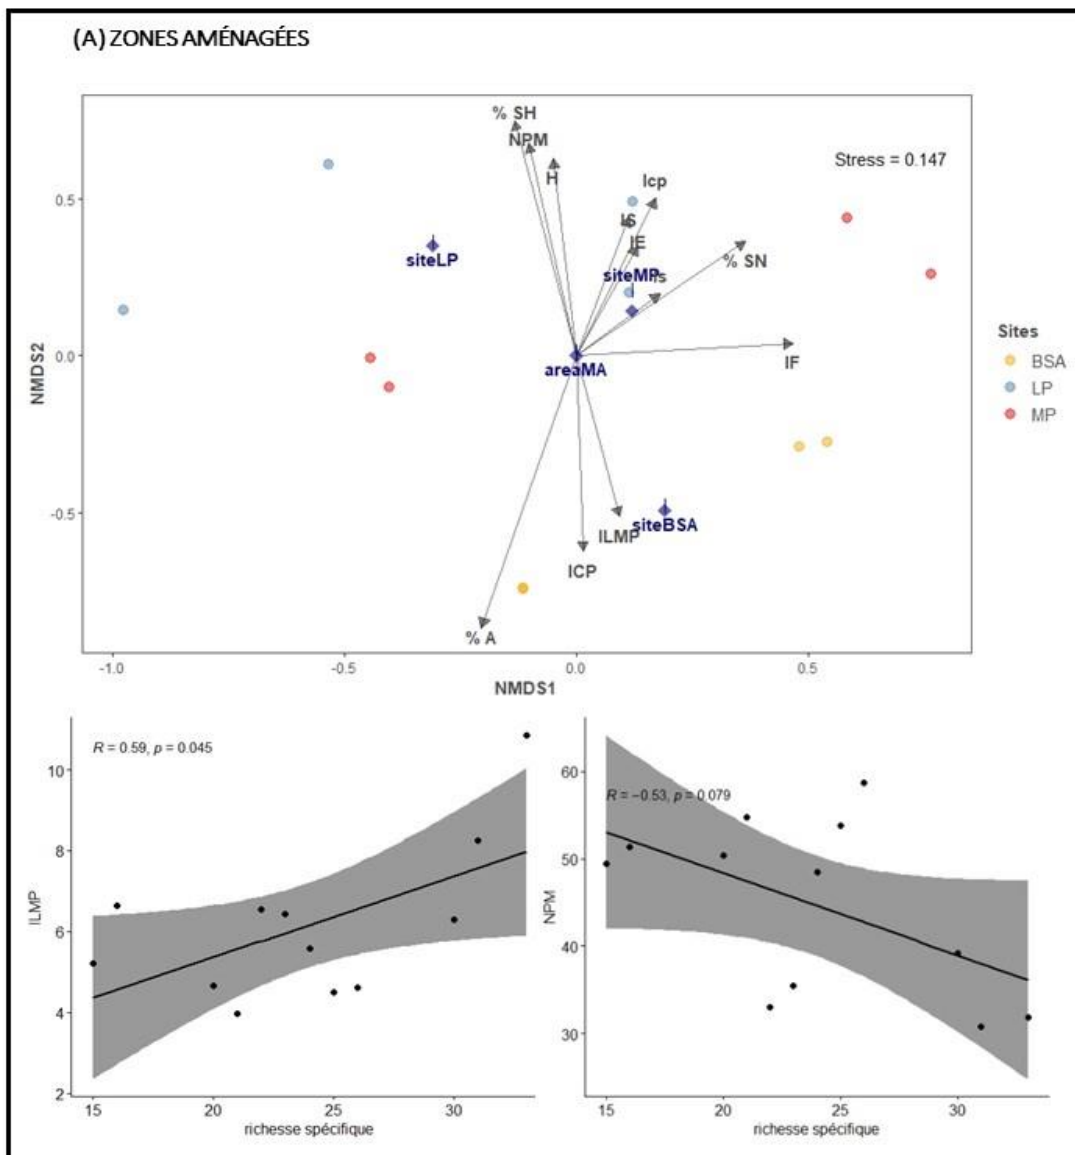 (A) ZONES AMÉNAGÉES
% SH
NPM
H
Icp
Stress = 0.147
IS
IE
% SN
siteLP
siteMP
Is
areaMA
IF
siteBSA
ILMP
ICP
% A
0.5
0.0
-0.5
NMDS2
-1.0
-0.5
0.0
0.5
NMDS1
Sites
BSA
LP
MP
R = 0.59, p = 0.045
10
8
6
4
2
ILMP
15
20
25
30
richesse spécifique
R = −0.53, p = 0.079
60
50
40
30
NPM
15
20
25
30
richesse spécifique